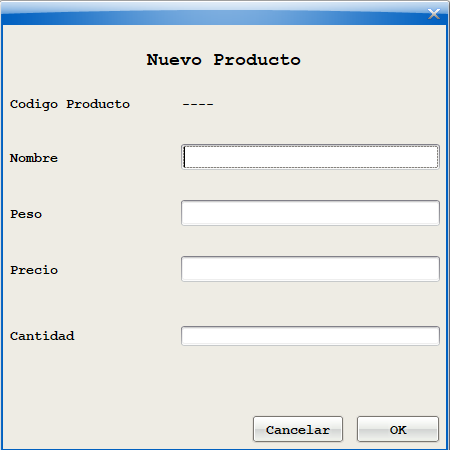 Nuevo Producto
Codigo Producto ----
Nombre
Peso
Precio
Cantidad
Cancelar OK